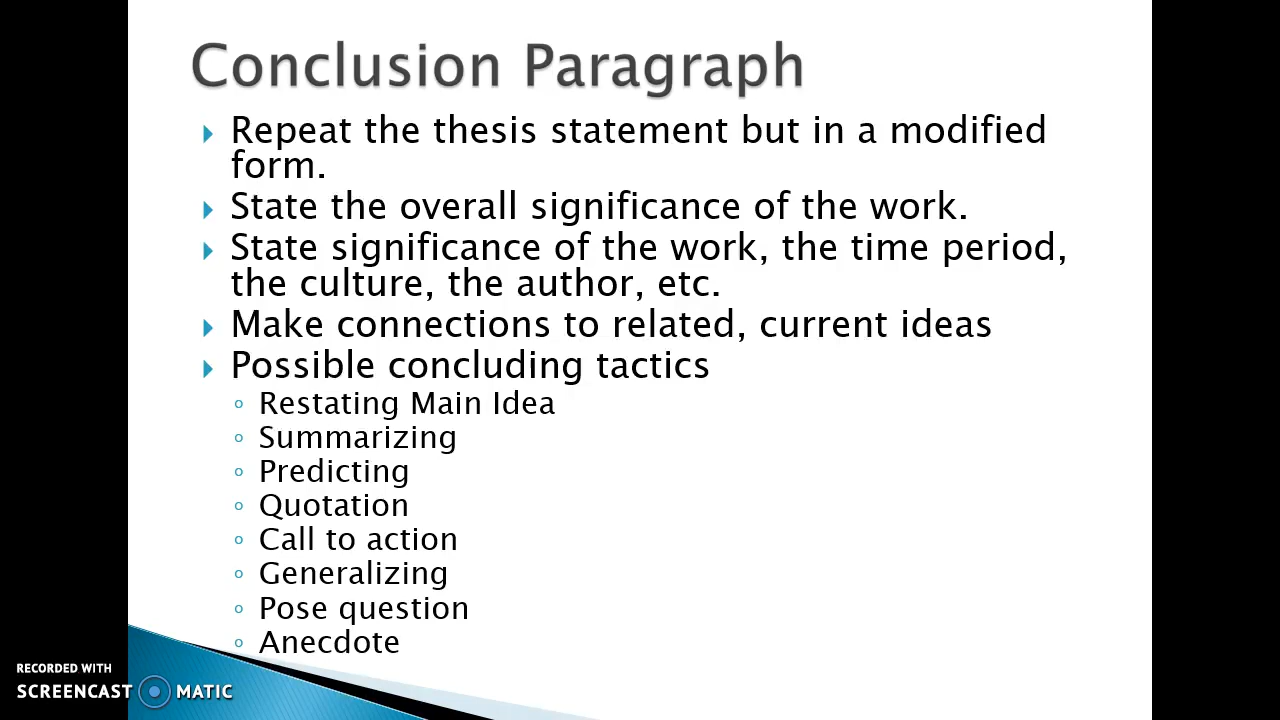 Conclusion Paragraph
Repeat the thesis statement but in a modified
form.
State the overall significance of the work.
State significance of the work, the time period,
the culture, the author, etc.
Make connections to related, current ideas
Possible concluding tactics
Restating Main Idea
Summarizing
Predicting
Quotation
Call to action
Generalizing
Pose question
Anecdote
RECORDED WITH
SCREENCAST MATIC